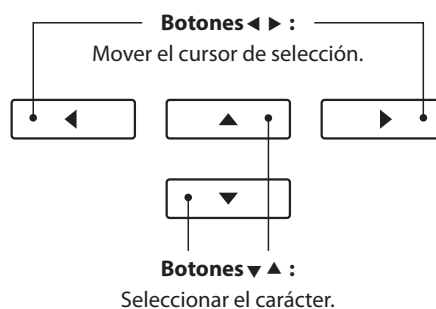 Botones ◀ ▶ :
Mover el cursor de selección.
◀ ▲ ▶
▼
Botones ▼ ▲ :
Seleccionar el carácter.